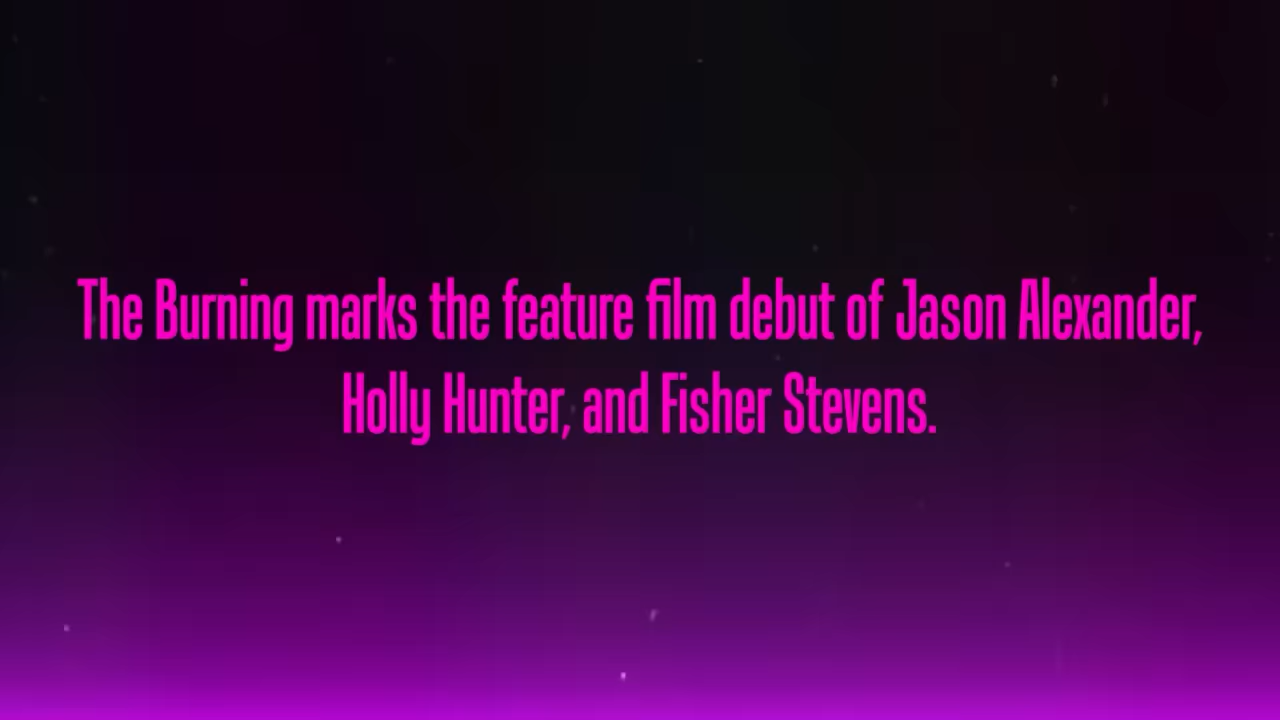 The Burning marks the feature film debut of Jason Alexander,
Holly Hunter, and Fisher Stevens.